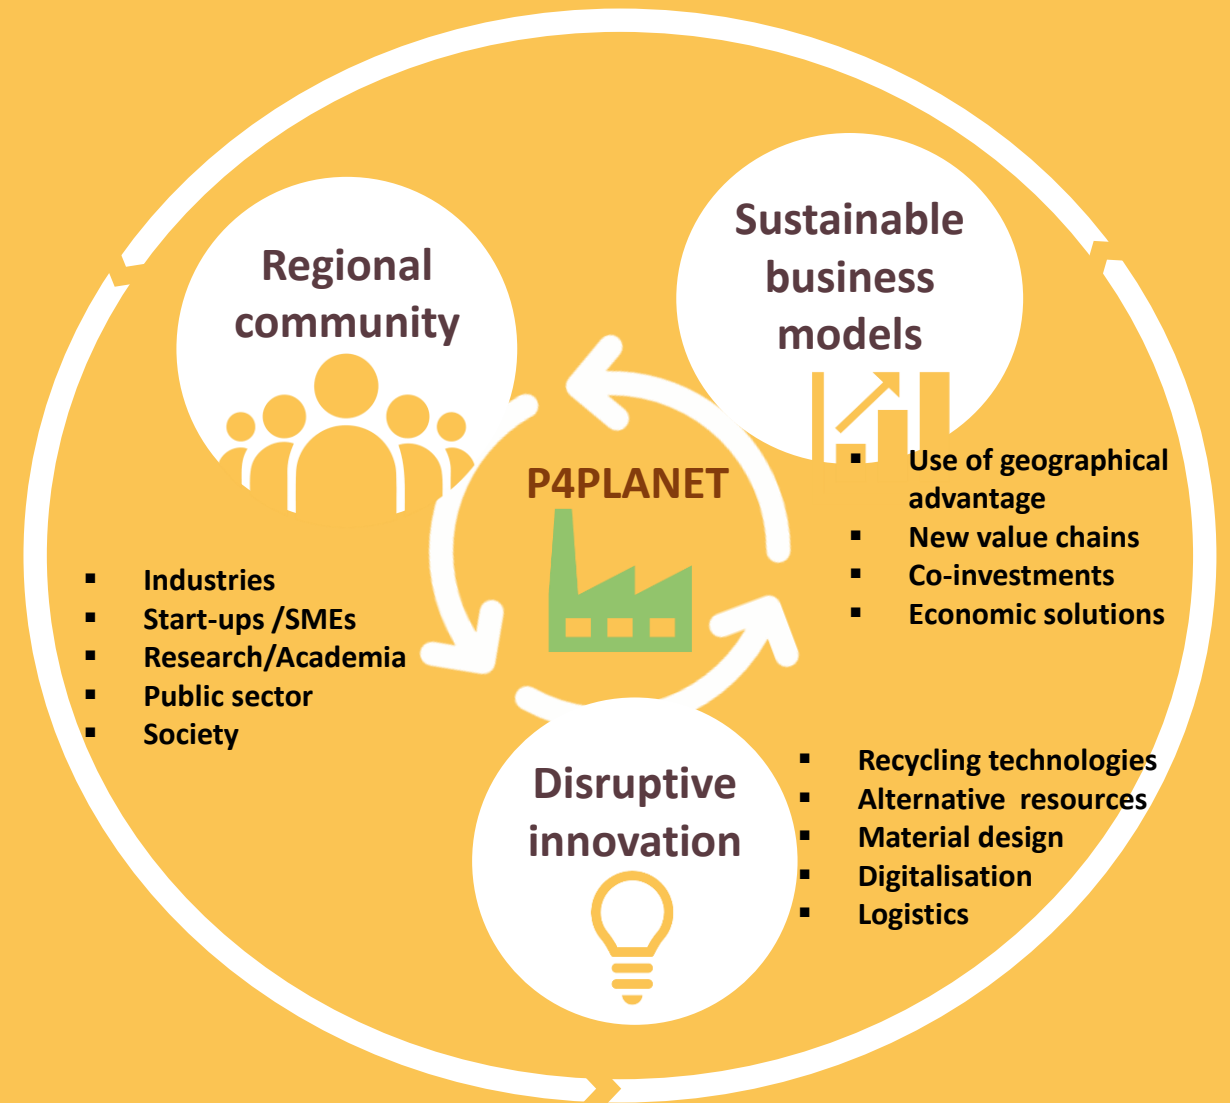 Regional
community
Sustainable
business
models
P4PLANET
▪ Use of geographical
advantage
▪ New value chains
▪ Co-investments
▪ Economic solutions
▪ Industries
▪ Start-ups /SMEs
▪ Research/Academia
▪ Public sector
▪ Society
Disruptive
innovation
▪ Recycling technologies
▪ Alternative  resources
▪ Material design
▪ Digitalisation
▪ Logistics